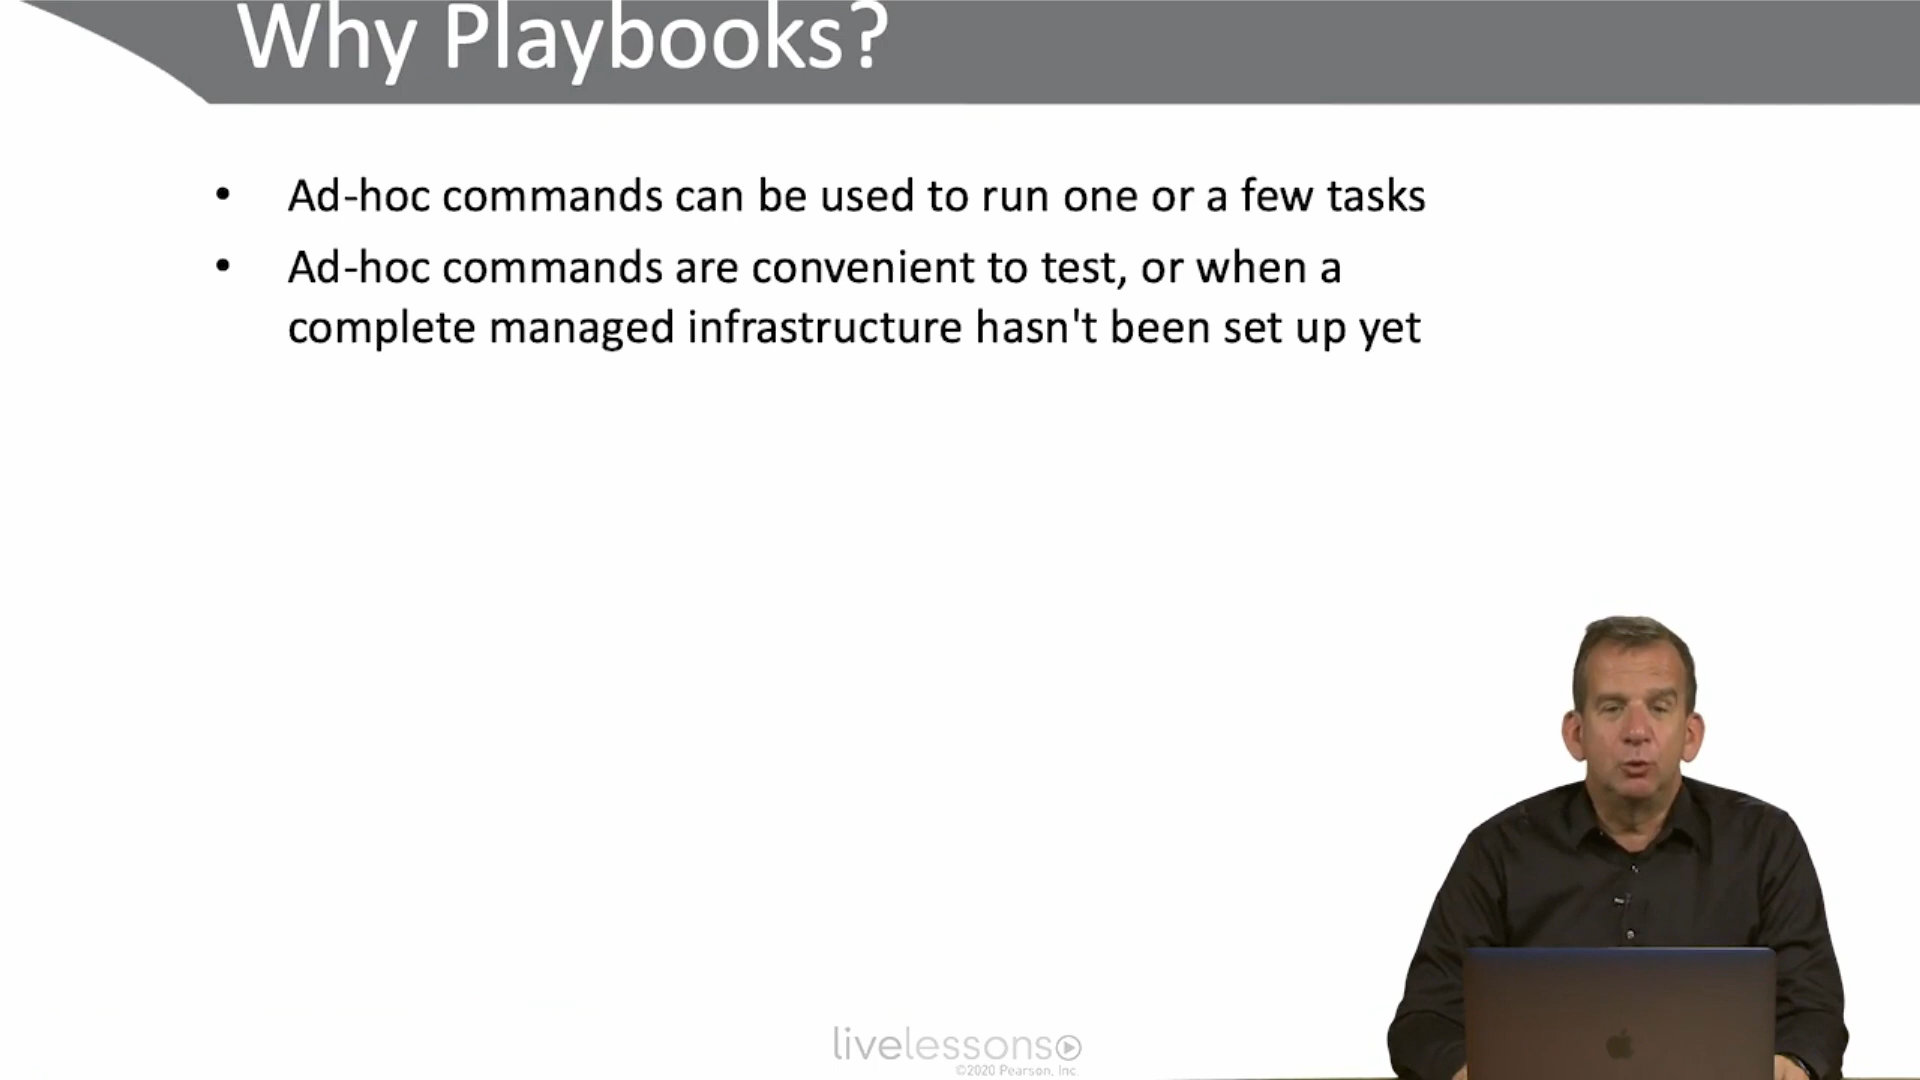 Why Playbooks?
• Ad-hoc commands can be used to run one or a few tasks
• Ad-hoc commands are convenient to test, or when a
complete managed infrastructure hasn't been set up yet
livelessons
©2020 Pearson, Inc.